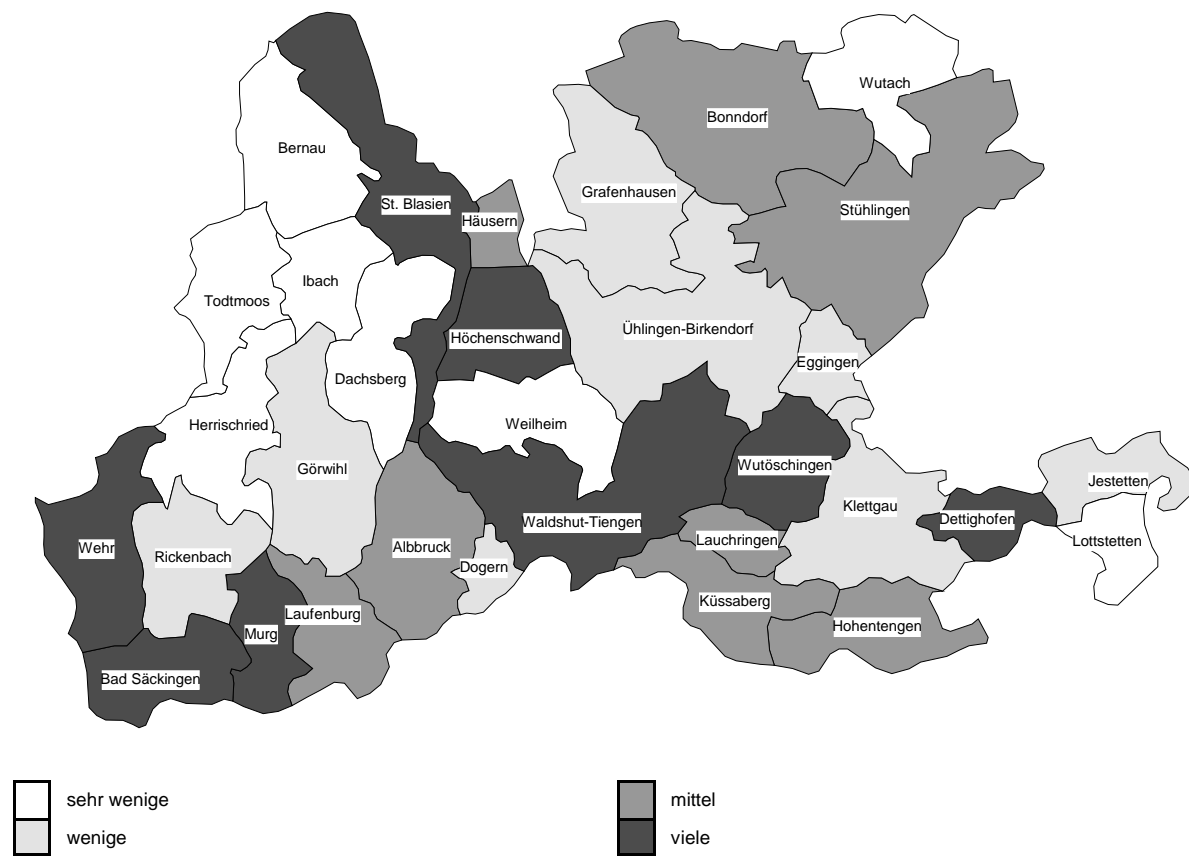 Wutach
Bonndorf
Bernau
Grafenhausen
St. Blasien
Stühlingen
Häusern
Ibach
Todtmoos
Ühlingen-Birkendorf
Höchenschwand
Eggingen
Dachsberg
Herrischried
Weilheim
Wutöschingen
Görwihl
Jestetten
Klettgau
Waldshut-Tiengen
Dettighofen
Lauchringen
Lottstetten
Wehr
Albbruck
Rickenbach
Dogern
Küssaberg
Laufenburg
Hohentengen
Murg
Bad Säckingen
sehr wenige
mittel
wenige
viele